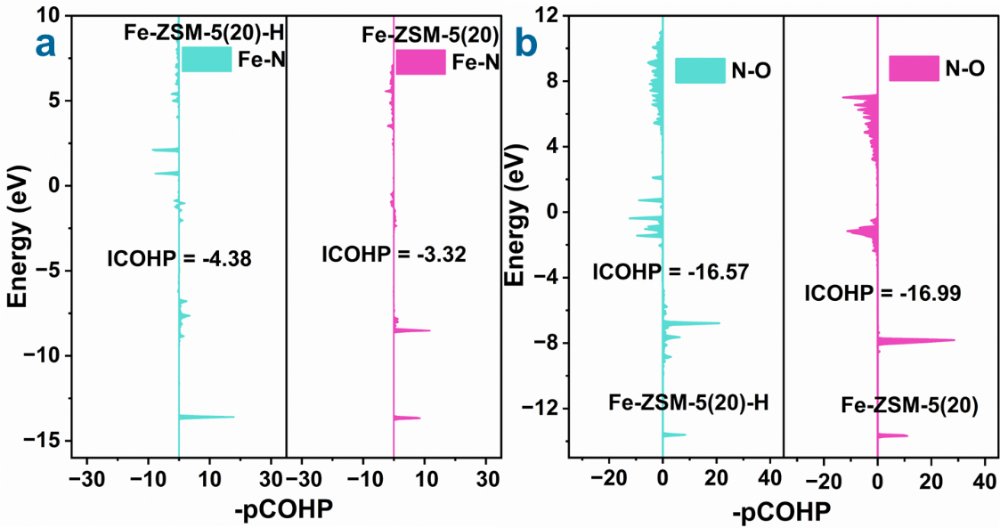 a
Fe-ZSM-5(20)-H
Fe-N
Fe-ZSM-5(20)
Fe-N
10
5
0
−5
−10
−15
Energy (eV)
ICOHP = -4.38
ICOHP = -3.32
−30
−10
10
30
−30
−10
10
30
-pCOHP
b
N-O
N-O
12
8
4
0
−4
−8
−12
Energy (eV)
ICOHP = -16.57
ICOHP = -16.99
Fe-ZSM-5(20)-H
Fe-ZSM-5(20)
−20
0
20
40
−20
0
20
40
-pCOHP